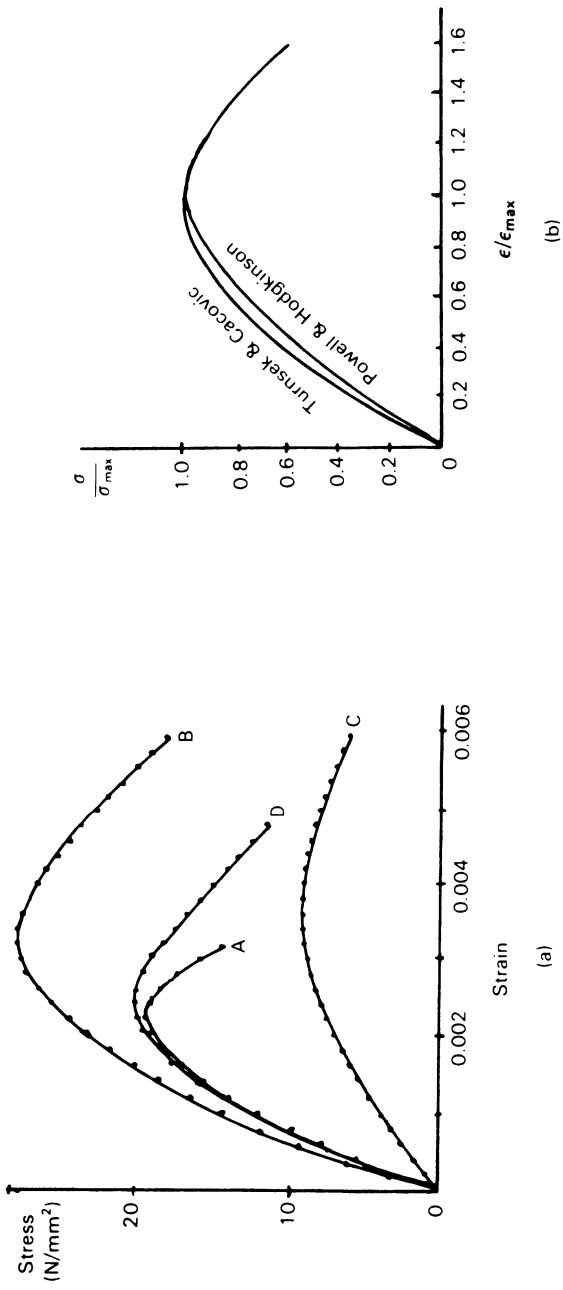 Stress
(N/mm²)
20
10
0
0.002
0.004
0.006
Strain
A
B
C
D
(a)
σ
σ max
1.0
0.8
0.6
0.4
0.2
0
0.2
0.4
0.6
0.8
1.0
1.2
1.4
1.6
Turnsek & Cacovic
Powell & Hodgkinson
ϵ/ϵmax
(b)